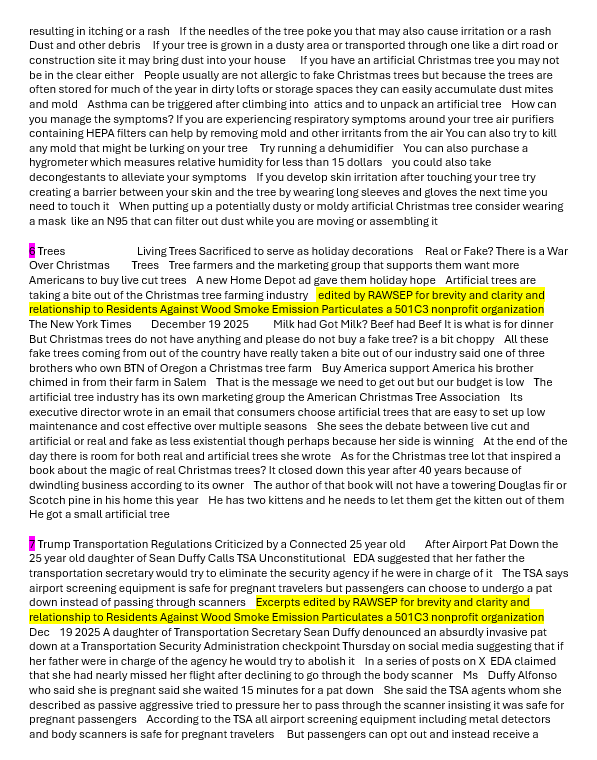 resulting in itching or a rash   If the needles of the tree poke you that may also cause irritation or a rash
Dust and other debris    If your tree is grown in a dusty area or transported through one like a dirt road or
construction site it may bring dust into your house     If you have an artificial Christmas tree you may not
be in the clear either   People usually are not allergic to fake Christmas trees but because the trees are
often stored for much of the year in dirty lofts or storage spaces they can easily accumulate dust mites
and mold   Asthma can be triggered after climbing into  attics and to unpack an artificial tree   How can
you manage the symptoms? If you are experiencing respiratory symptoms around your tree air purifiers
containing HEPA filters can help by removing mold and other irritants from the air You can also try to kill
any mold that might be lurking on your tree    Try running a dehumidifier   You can also purchase a
hygrometer which measures relative humidity for less than 15 dollars   you could also take
decongestants to alleviate your symptoms   If you develop skin irritation after touching your tree try
creating a barrier between your skin and the tree by wearing long sleeves and gloves the next time you
need to touch it   When putting up a potentially dusty or moldy artificial Christmas tree consider wearing
a mask  like an N95 that can filter out dust while you are moving or assembling it
6 Trees                    Living Trees Sacrificed to serve as holiday decorations    Real or Fake? There is a War
Over Christmas      Trees   Tree farmers and the marketing group that supports them want more
Americans to buy live cut trees   A new Home Depot ad gave them holiday hope   Artificial trees are
taking a bite out of the Christmas tree farming industry   edited by RAWSEP for brevity and clarity and
relationship to Residents Against Wood Smoke Emission Particulates a 501C3 nonprofit organization
The New York Times      December 19 2025       Milk had Got Milk? Beef had Beef It is what is for dinner
But Christmas trees do not have anything and please do not buy a fake tree? is a bit choppy    All these
fake trees coming from out of the country have really taken a bite out of our industry said one of three
brothers who own BTN of Oregon a Christmas tree farm    Buy America support America his brother
chimed in from their farm in Salem   That is the message we need to get out but our budget is low   The
artificial tree industry has its own marketing group the American Christmas Tree Association   Its
executive director wrote in an email that consumers choose artificial trees that are easy to set up low
maintenance and cost effective over multiple seasons   She sees the debate between live cut and
artificial or real and fake as less existential though perhaps because her side is winning   At the end of the
day there is room for both real and artificial trees she wrote   As for the Christmas tree lot that inspired a
book about the magic of real Christmas trees? It closed down this year after 40 years because of
dwindling business according to its owner   The author of that book will not have a towering Douglas fir or
Scotch pine in his home this year   He has two kittens and he needs to let them get the kitten out of them
He got a small artificial tree
7 Trump Transportation Regulations Criticized by a Connected 25 year old     After Airport Pat Down the
25 year old daughter of Sean Duffy Calls TSA Unconstitutional   EDA suggested that her father the
transportation secretary would try to eliminate the security agency if he were in charge of it   The TSA says
airport screening equipment is safe for pregnant travelers but passengers can choose to undergo a pat
down instead of passing through scanners    Excerpts edited by RAWSEP for brevity and clarity and
relationship to Residents Against Wood Smoke Emission Particulates a 501C3 nonprofit organization
Dec   19 2025 A daughter of Transportation Secretary Sean Duffy denounced an absurdly invasive pat
down at a Transportation Security Administration checkpoint Thursday on social media suggesting that if
her father were in charge of the agency he would try to abolish it    In a series of posts on X  EDA claimed
that she had nearly missed her flight after declining to go through the body scanner   Ms   Duffy Alfonso
who said she is pregnant said she waited 15 minutes for a pat down   She said the TSA agents whom she
described as passive aggressive tried to pressure her to pass through the scanner insisting it was safe for
pregnant passengers   According to the TSA all airport screening equipment including metal detectors
and body scanners is safe for pregnant travelers    But passengers can opt out and instead receive a